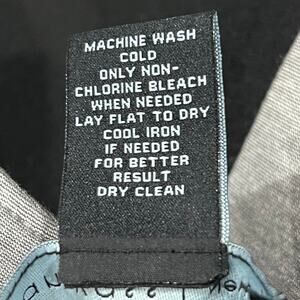 MACHINE WASH
COLD
ONLY NON-
CHLORINE BLEACH
WHEN NEEDED
LAY FLAT TO DRY
COOL IRON
IF NEEDED
FOR BETTER
RESULT
DRY CLEAN